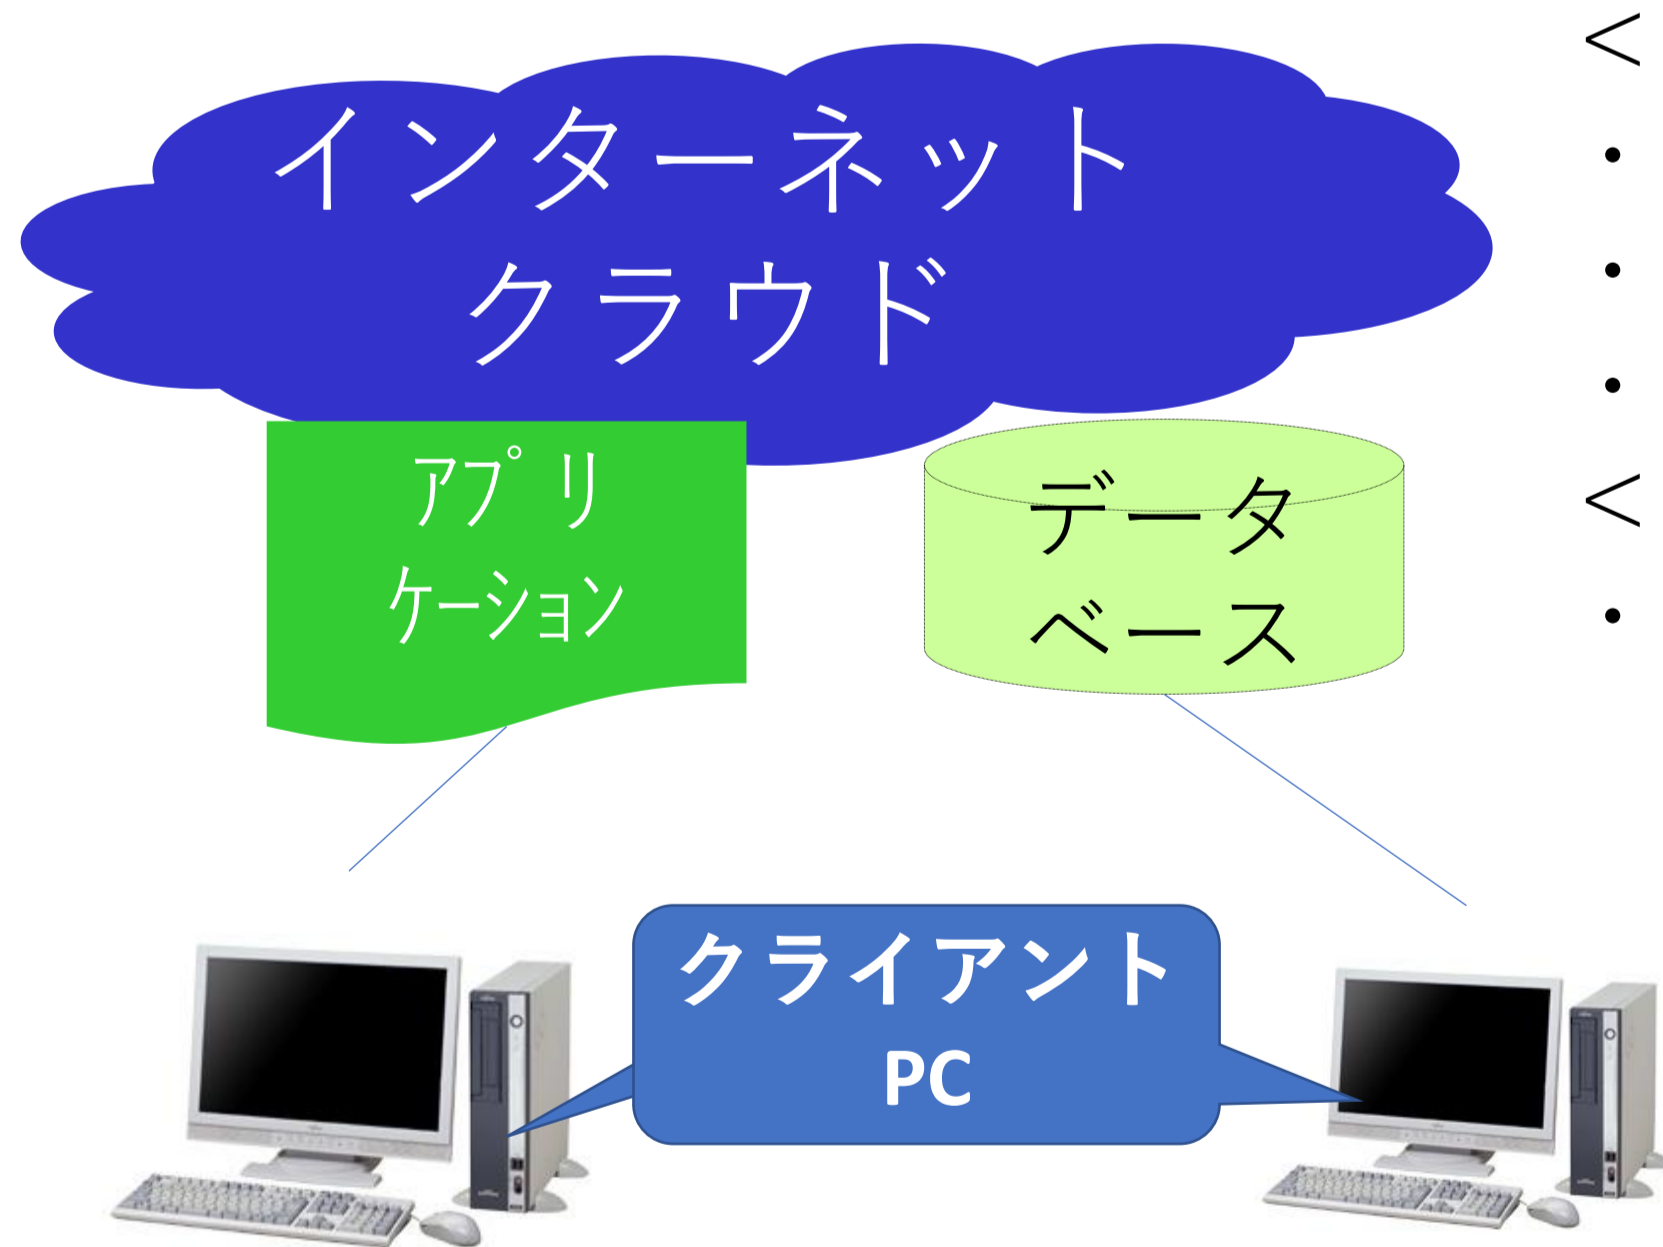 インターネット
クラウド
ｱﾌﾟﾘ
ｹｰｼｮﾝ
データ
ベース
クライアント
PC
＜
・
・
・
＜
・